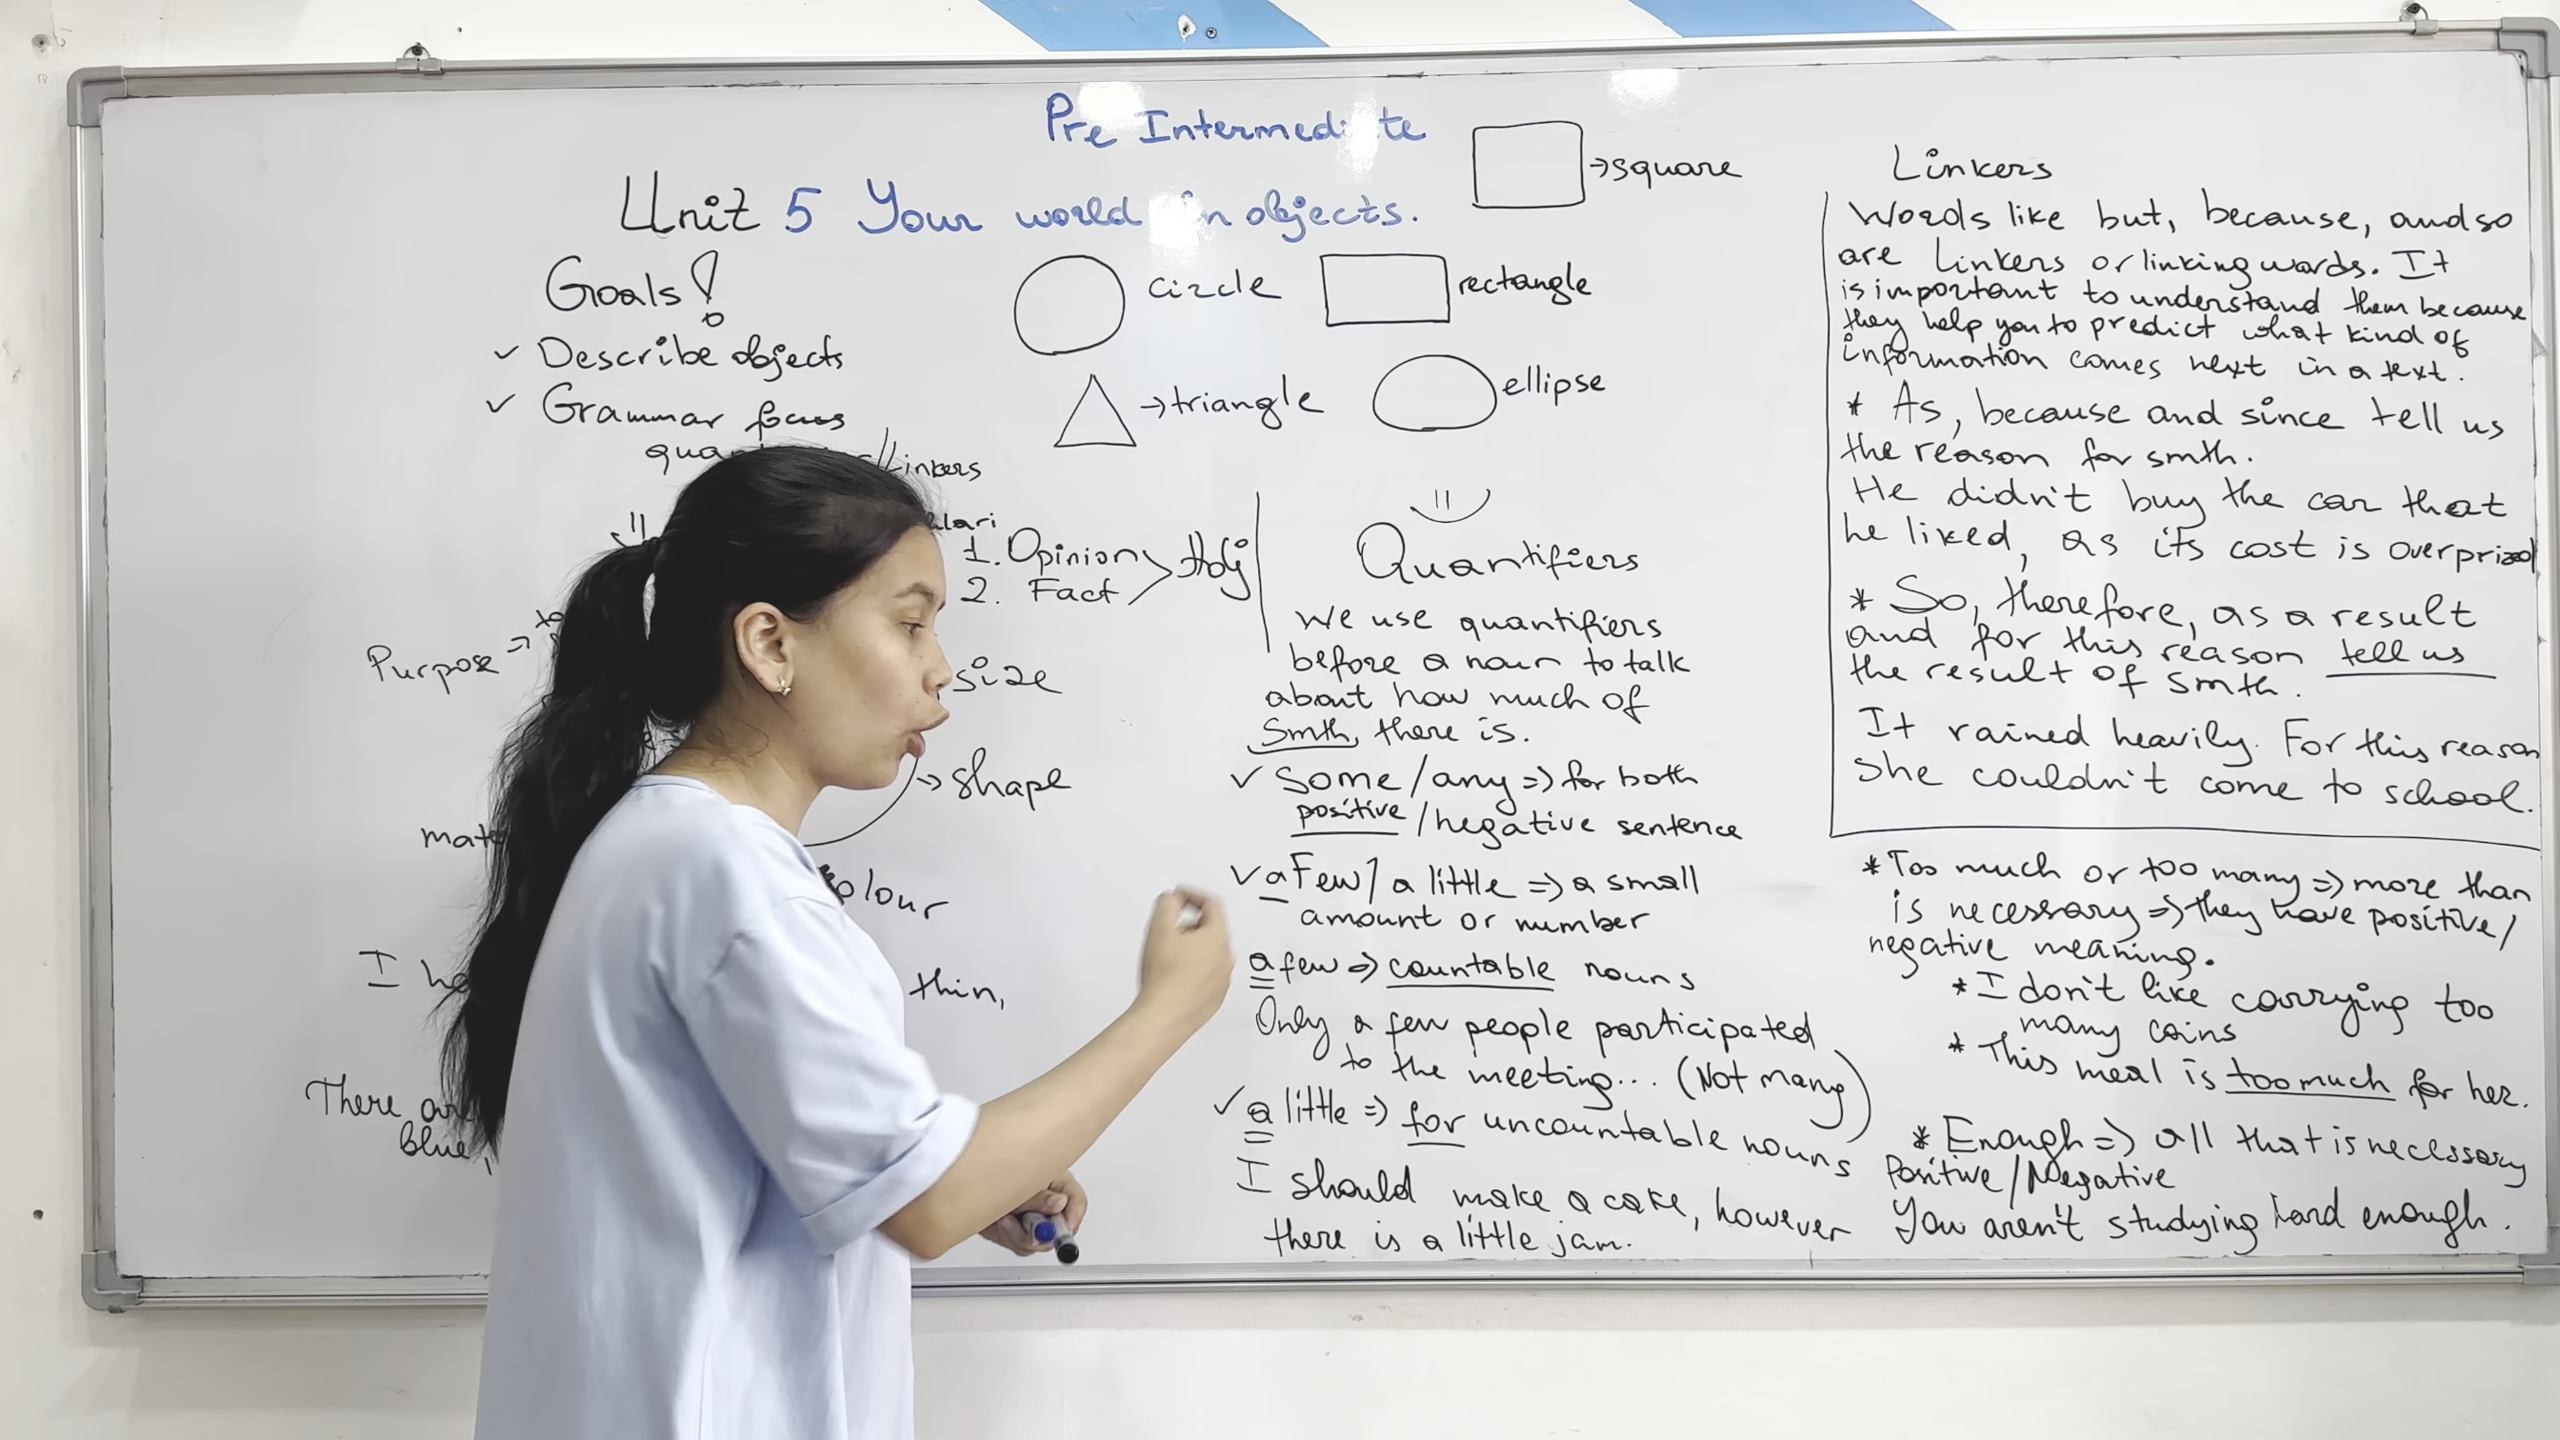 Pre Intermediate
Unit 5 Your world in objects.
Goals!
✓ Describe objects
✓ Grammar focus
/Linkers
square
circle
rectangle
→triangle
ellipse
1. Opinion
2. Fact
Adj
Purpose ⇒
size
→ shape
thin,
I
There
blue,
Quantifiers
We use quantifiers
before a noun to talk
about how much of
smth, there is.
✓ some/any ⇒ for both
positive/negative sentence
✓ a Few/ a little ⇒ a small
amount or number
a few ⇒ countable nouns
Only a few people participated
to the meeting... (Not many)
✓ a little ⇒ for uncountable nouns
I should make a cake, however
there is a little jam.
Linkers
Words like but, because, and so
are linkers or linking words. It
is important to understand them because
they help you to predict what kind of
information comes next in a text.
* As, because and since tell us
the reason for smth.
He didn't buy the car that
he liked, as its cost is overprized
* So, therefore, as a result
and for this reason tell us
the result of smth.
It rained heavily. For this reason
she couldn't come to school.
* Too much or too many ⇒ more than
is necessary ⇒ they have positive/
negative meaning.
* I don't like carrying too
many coins
* This meal is too much for her.
* Enough ⇒ all that is necessary
Positive/Negative
You aren't studying hard enough.